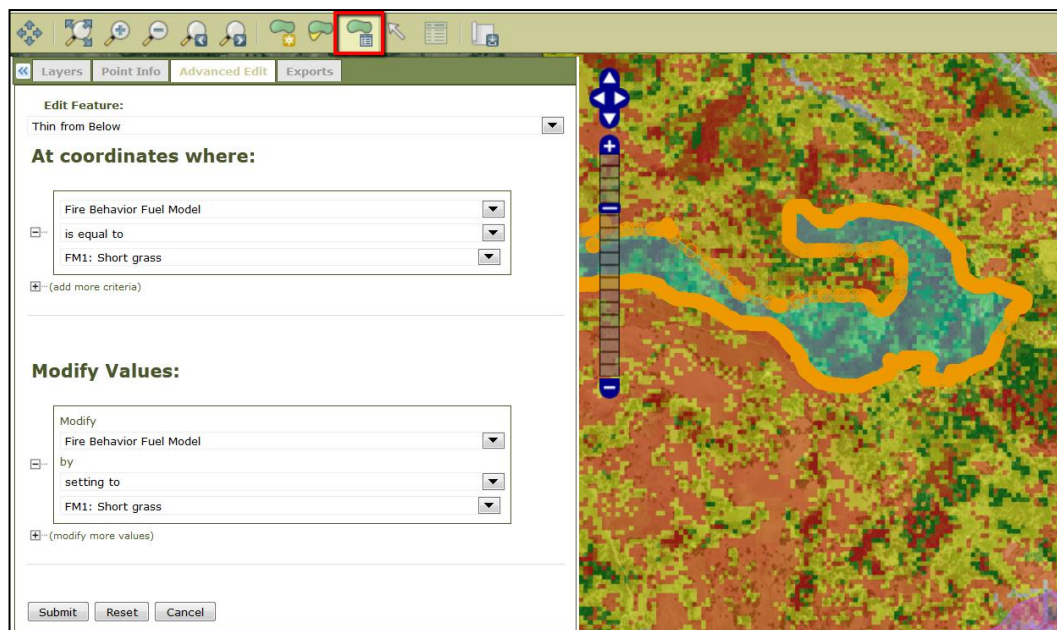 Layers Point Info Advanced Edit Exports
Edit Feature:
Thin from Below
At coordinates where:
Fire Behavior Fuel Model
is equal to
FM1: Short grass
(add more criteria)
Modify Values:
Modify
Fire Behavior Fuel Model
by
setting to
FM1: Short grass
(modify more values)
Submit Reset Cancel